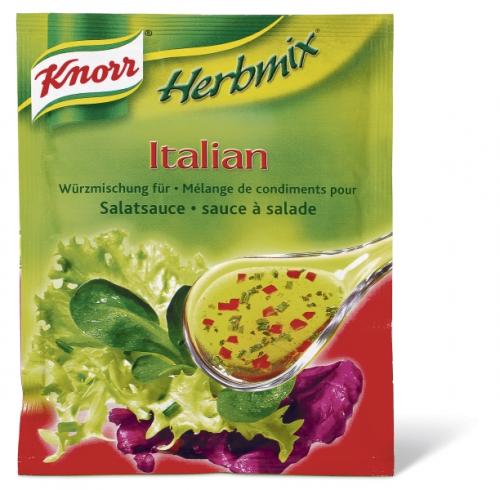 Knorr®
Herbmix®
Italian
Würzmischung für • Mélange de condiments pour
Salatsauce • sauce à salade